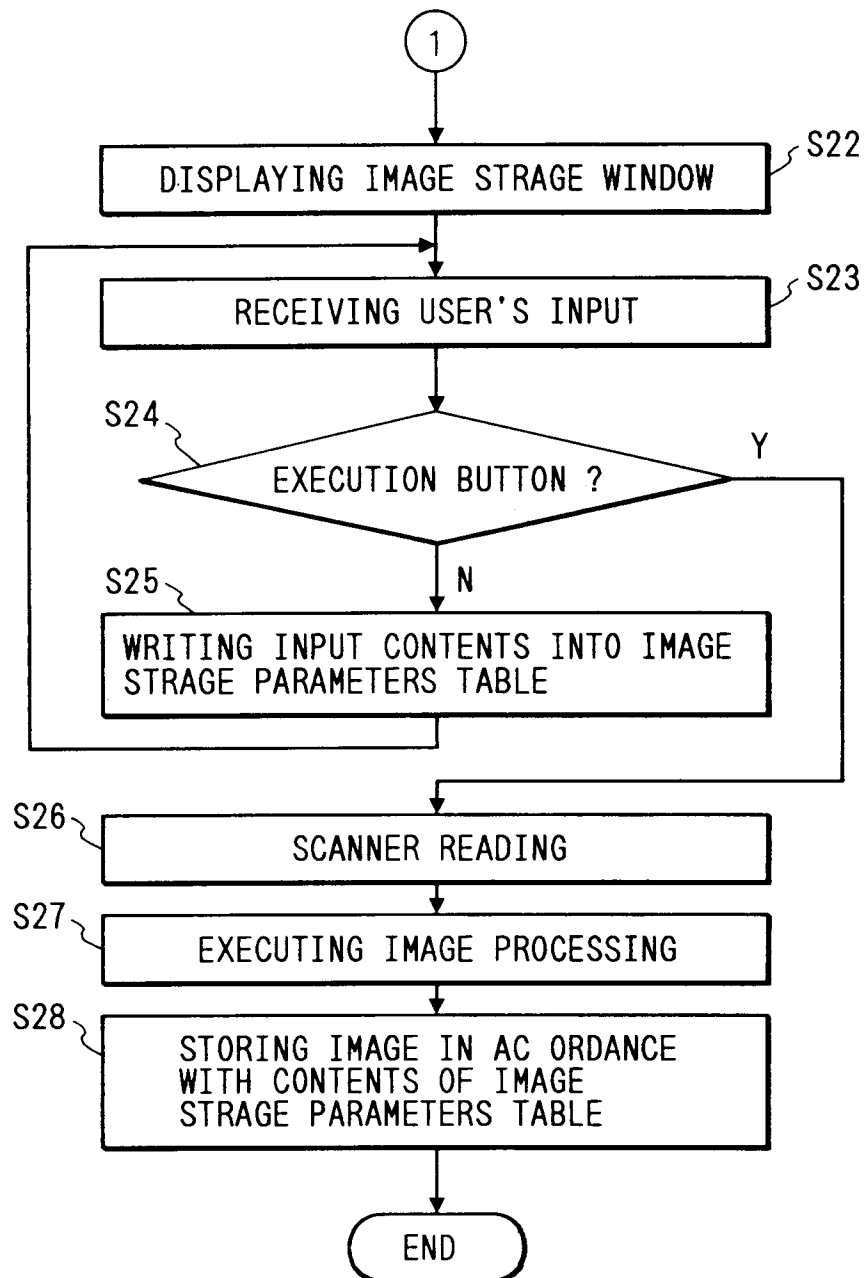 1
S22
DISPLAYING IMAGE STRAGE WINDOW
S23
RECEIVING USER'S INPUT
S24
EXECUTION BUTTON ?
Y
N
S25
WRITING INPUT CONTENTS INTO IMAGE
STRAGE PARAMETERS TABLE
S26
SCANNER READING
S27
EXECUTING IMAGE PROCESSING
S28
STORING IMAGE IN AC ORDANCE
WITH CONTENTS OF IMAGE
STRAGE PARAMETERS TABLE
END